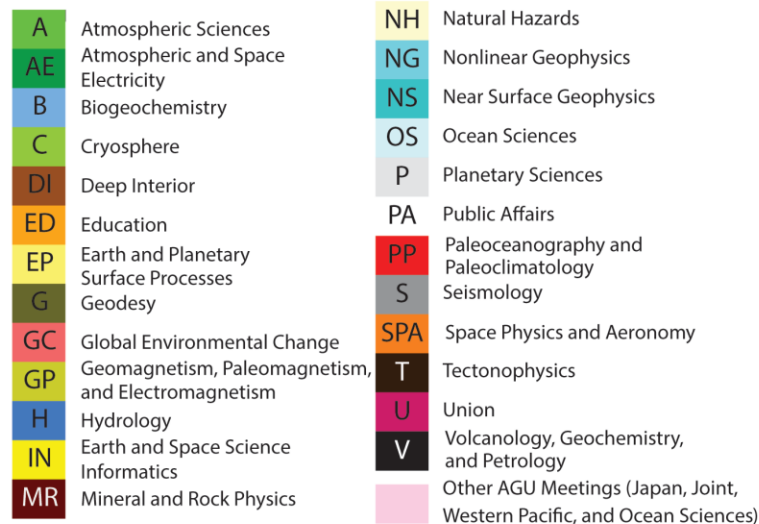 A Atmospheric Sciences
AE Atmospheric and Space
Electricity
B Biogeochemistry
C Cryosphere
DI Deep Interior
ED Education
EP Earth and Planetary
Surface Processes
G Geodesy
GC Global Environmental Change
GP Geomagnetism, Paleomagnetism,
and Electromagnetism
H Hydrology
IN Earth and Space Science
Informatics
MR Mineral and Rock Physics
NH Natural Hazards
NG Nonlinear Geophysics
NS Near Surface Geophysics
OS Ocean Sciences
P Planetary Sciences
PA Public Affairs
PP Paleoceanography and
Paleoclimatology
S Seismology
SPA Space Physics and Aeronomy
T Tectonophysics
U Union
V Volcanology, Geochemistry,
and Petrology
Other AGU Meetings (Japan, Joint,
Western Pacific, and Ocean Sciences)